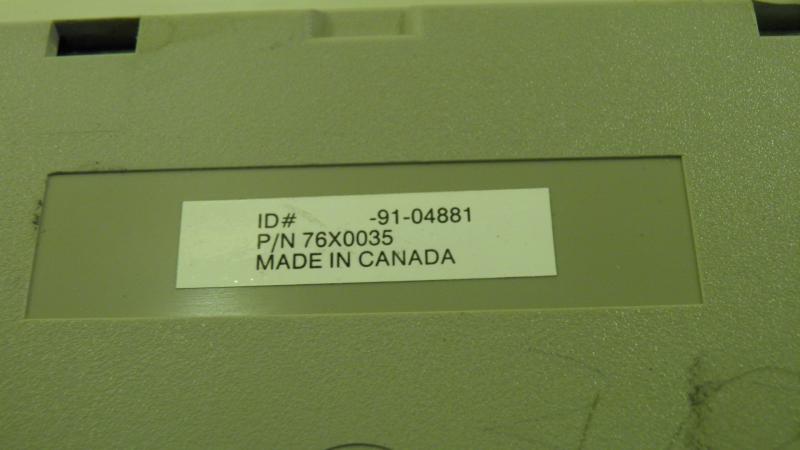 ID# -91-04881
P/N 76X0035
MADE IN CANADA